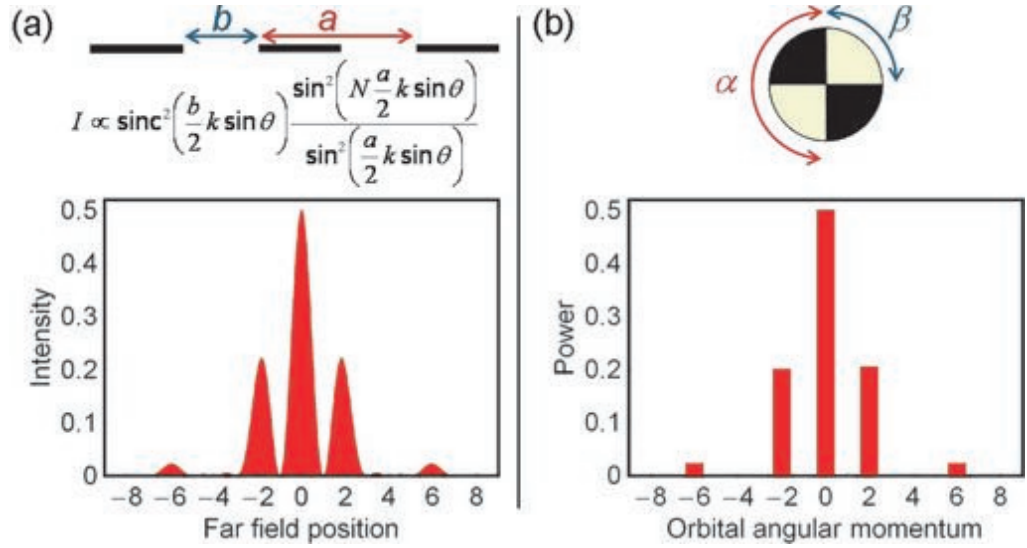 (a)
b
a
I ∝ sinc²(b/2 k sin θ) sin²(N a/2 k sin θ) / sin²(a/2 k sin θ)
Intensity
0.5
0.4
0.3
0.2
0.1
0
−8 −6 −4 −2 0 2 4 6 8
Far field position
(b)
β
α
Power
0.5
0.4
0.3
0.2
0.1
0
−8 −6 −4 −2 0 2 4 6 8
Orbital angular momentum